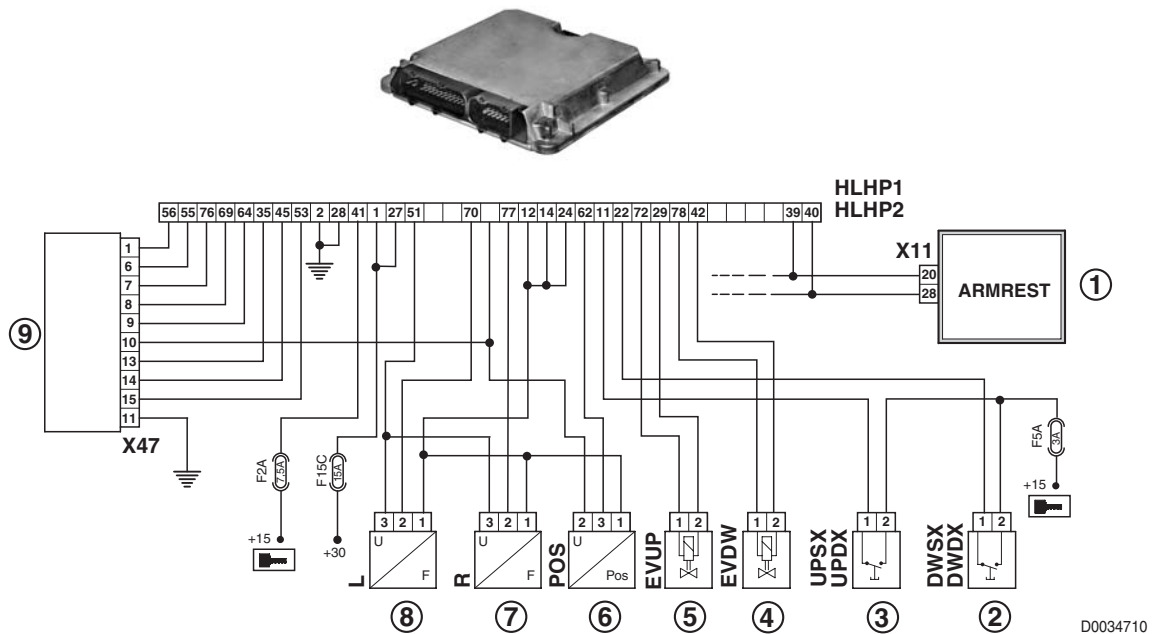 HLHP1
HLHP2
56 55 76 69 64 35 45 53 2 28 41 1 27 51 70 77 12 14 24 62 11 22 72 29 78 42 39 40
X11
1
6
7
8
9
10
13
14
15
11
X47
9
20
28
ARMREST
1
F2A
7,5A
+15
F15C
15A
+30
F5A
3A
+15
3 2 1
U
F
L
8
3 2 1
U
F
R
7
2 3 1
U
Pos
POS
6
1 2
EVUP
5
1 2
EVDW
4
1 2
UPSX
UPDX
3
1 2
DWSX
DWDX
2
D0034710